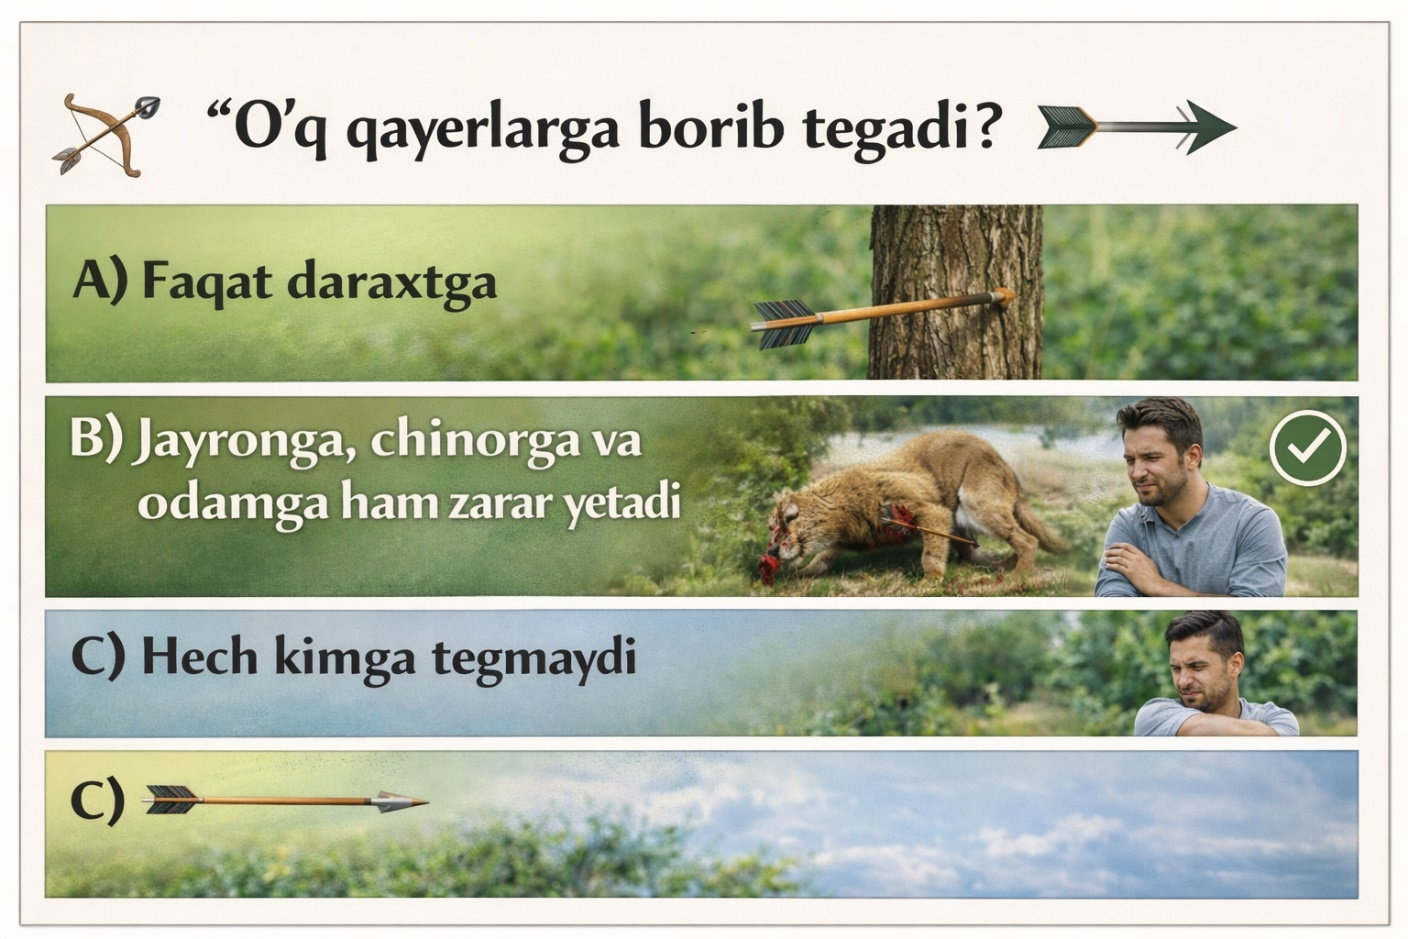 “O’q qayerlarga borib tegadi?
A) Faqat daraxtga
B) Jayronga, chinorga va
odamga ham zarar yetadi
C) Hech kimga tegmaydi
C)